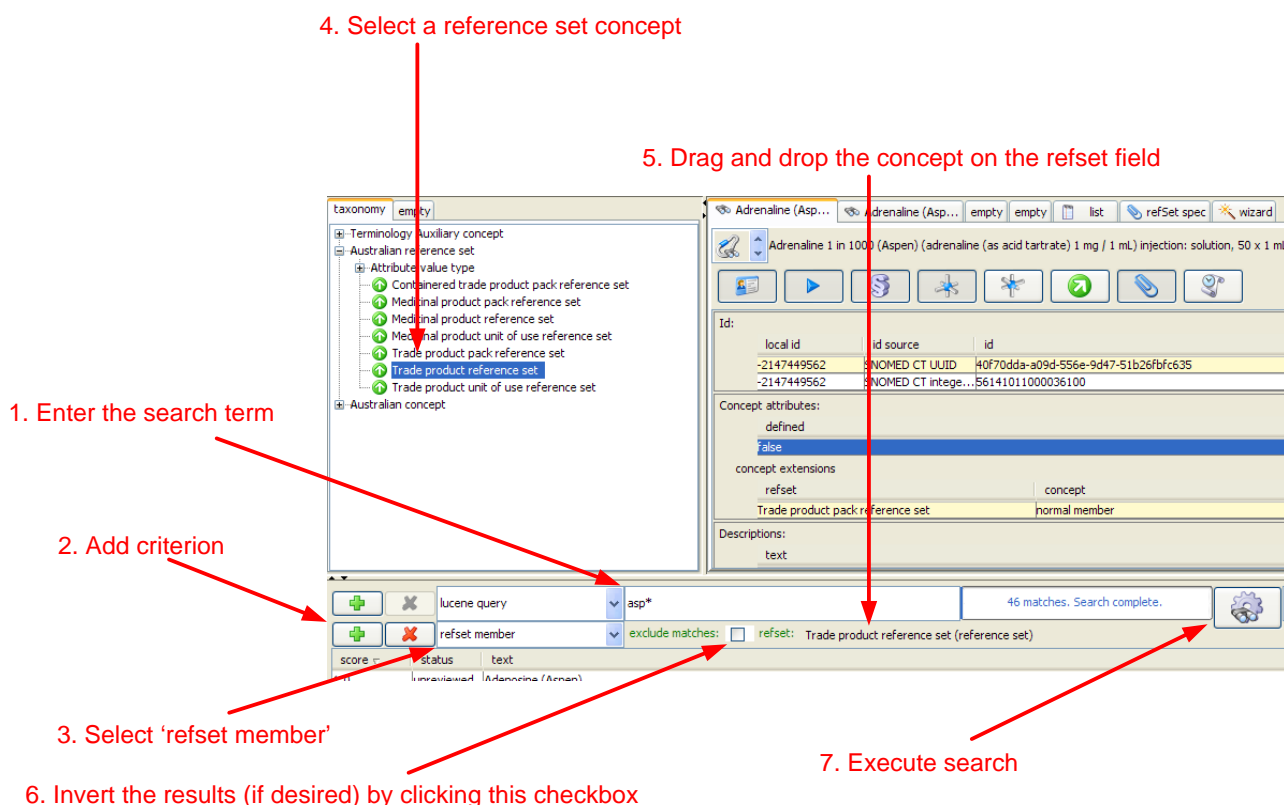 4. Select a reference set concept
5. Drag and drop the concept on the refset field
taxonomy empty
Terminology Auxiliary concept
Australian reference set
Attribute value type
Containered trade product pack reference set
Medicinal product pack reference set
Medicinal product reference set
Medicinal product unit of use reference set
Trade product pack reference set
Trade product reference set
Trade product unit of use reference set
Australian concept
Adrenaline (Asp... Adrenaline (Asp... empty empty list refSet spec wizard
Adrenaline 1 in 1000 (Aspen) (adrenaline (as acid tartrate) 1 mg / 1 mL) injection: solution, 50 x 1 mL
Id:
local id id source id
-2147449562 SNOMED CT UUID 40f70dda-a09d-556e-9d47-51b26fbfc635
-2147449562 SNOMED CT intege... 56141011000036100
Concept attributes:
defined
false
concept extensions
refset concept
Trade product pack reference set normal member
Descriptions:
text
1. Enter the search term
2. Add criterion
lucene query asp* 46 matches. Search complete.
refset member exclude matches: refset: Trade product reference set (reference set)
score status text
unreviewed Adenosine (Aspen)
3. Select ‘refset member’
7. Execute search
6. Invert the results (if desired) by clicking this checkbox